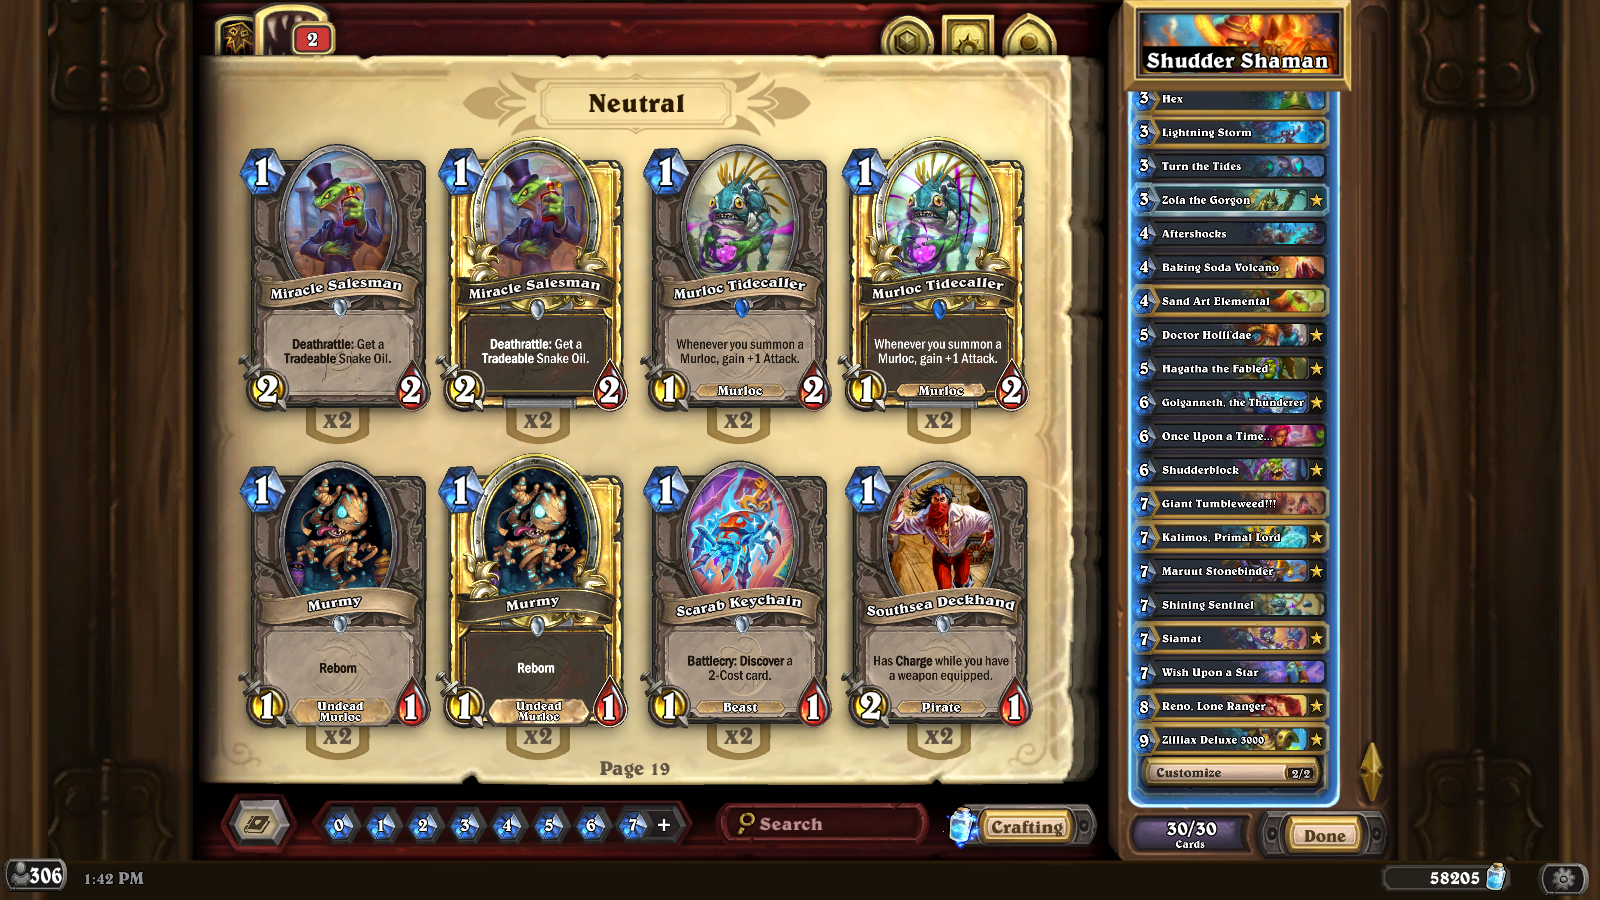 2
Neutral
1
Miracle Salesman
Deathrattle: Get a
Tradeable Snake Oil.
2
2
x2
1
Miracle Salesman
Deathrattle: Get a
Tradeable Snake Oil.
2
2
x2
1
Murloc Tidecaller
Whenever you summon a
Murloc, gain +1 Attack.
1
Murloc
2
x2
1
Murloc Tidecaller
Whenever you summon a
Murloc, gain +1 Attack.
1
Murloc
2
x2
1
Murmy
Reborn
1
Undead
Murloc
1
x2
1
Murmy
Reborn
1
Undead
Murloc
1
x2
1
Scarab Keychain
Battlecry: Discover a
2-Cost card.
1
Beast
1
x2
1
Southsea Deckhand
Has Charge while you have
a weapon equipped.
2
Pirate
1
x2
Page 19
0 1 2 3 4 5 6 7 +
Search
Crafting
Shudder Shaman
3 Hex
3 Lightning Storm
3 Turn the Tides
3 Zola the Gorgon
4 Aftershocks
4 Baking Soda Volcano
4 Sand Art Elemental
5 Doctor Holli'dae
5 Hagatha the Fabled
6 Golganneth, the Thunderer
6 Once Upon a Time...
6 Shudderblock
7 Giant Tumbleweed!!!
7 Kalimos, Primal Lord
7 Maruut Stonebinder
7 Shining Sentinel
7 Siamat
7 Wish Upon a Star
8 Reno, Lone Ranger
9 Zilliax Deluxe 3000
Customize 2/2
30/30
Cards
Done
306
1:42 PM
58205